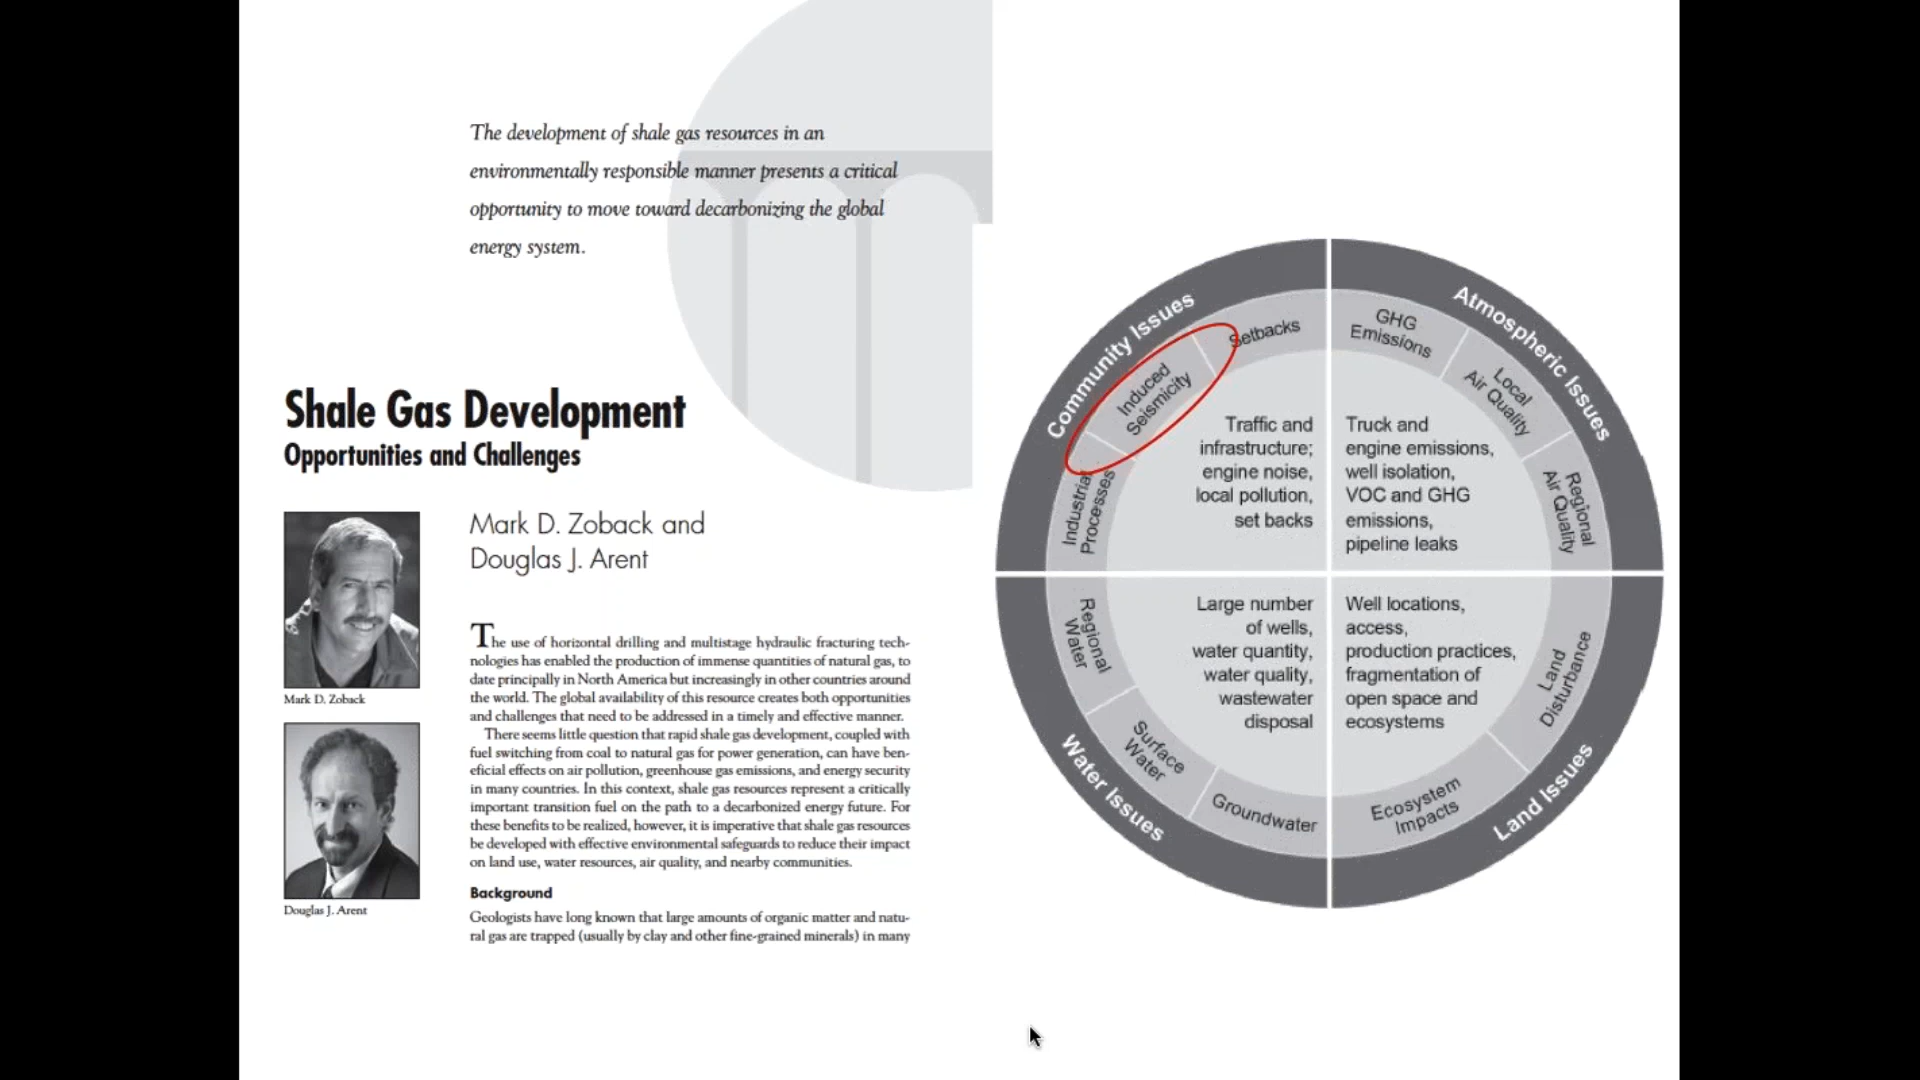 The development of shale gas resources in an
environmentally responsible manner presents a critical
opportunity to move toward decarbonizing the global
energy system.
Shale Gas Development
Opportunities and Challenges
Mark D. Zoback and
Douglas J. Arent
Mark D. Zoback
Douglas J. Arent
The use of horizontal drilling and multistage hydraulic fracturing tech-
nologies has enabled the production of immense quantities of natural gas, to
date principally in North America but increasingly in other countries around
the world. The global availability of this resource creates both opportunities
and challenges that need to be addressed in a timely and effective manner.
There seems little question that rapid shale gas development, coupled with
fuel switching from coal to natural gas for power generation, can have ben-
eficial effects on air pollution, greenhouse gas emissions, and energy security
in many countries. In this context, shale gas resources represent a critically
important transition fuel on the path to a decarbonized energy future. For
these benefits to be realized, however, it is imperative that shale gas resources
be developed with effective environmental safeguards to reduce their impact
on land use, water resources, air quality, and nearby communities.
Background
Geologists have long known that large amounts of organic matter and natu-
ral gas are trapped (usually by clay and other fine-grained minerals) in many
Community Issues
Industrial
Processes
Induced
Seismicity
Setbacks
Traffic and
infrastructure;
engine noise,
local pollution,
set backs
Atmospheric Issues
GHG
Emissions
Local
Air Quality
Regional
Air Quality
Truck and
engine emissions,
well isolation,
VOC and GHG
emissions,
pipeline leaks
Water Issues
Regional
Water
Surface
Water
Groundwater
Large number
of wells,
water quantity,
water quality,
wastewater
disposal
Land Issues
Land
Disturbance
Ecosystem
Impacts
Well locations,
access,
production practices,
fragmentation of
open space and
ecosystems